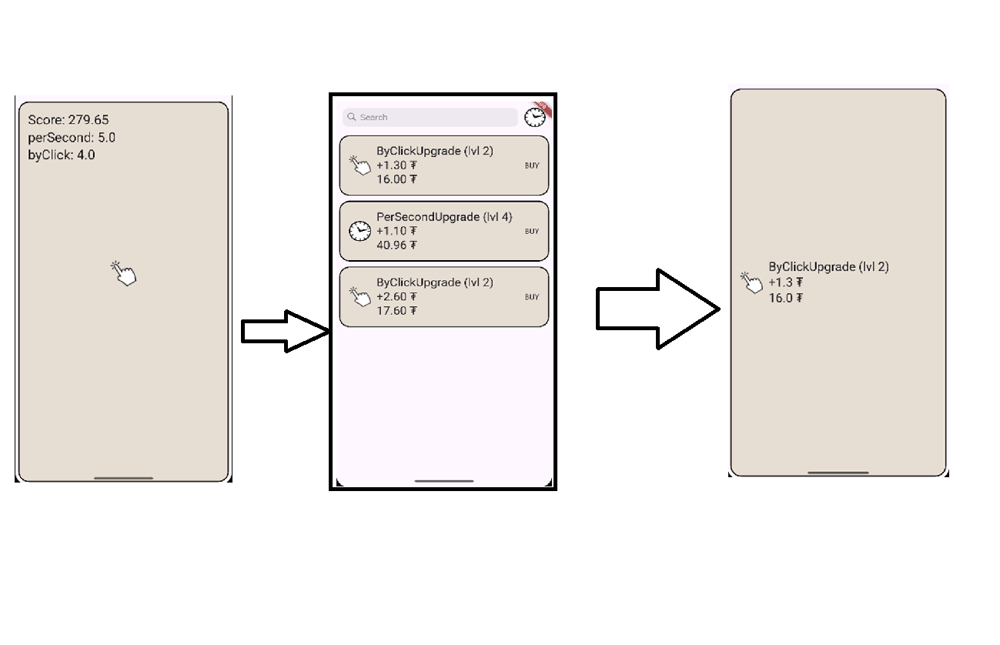 Score: 279.65
perSecond: 5.0
byClick: 4.0
Search
ByClickUpgrade (lvl 2)
+1.30 ₮
16.00 ₮
BUY
PerSecondUpgrade (lvl 4)
+1.10 ₮
40.96 ₮
BUY
ByClickUpgrade (lvl 2)
+2.60 ₮
17.60 ₮
BUY
ByClickUpgrade (lvl 2)
+1.3 ₮
16.0 ₮